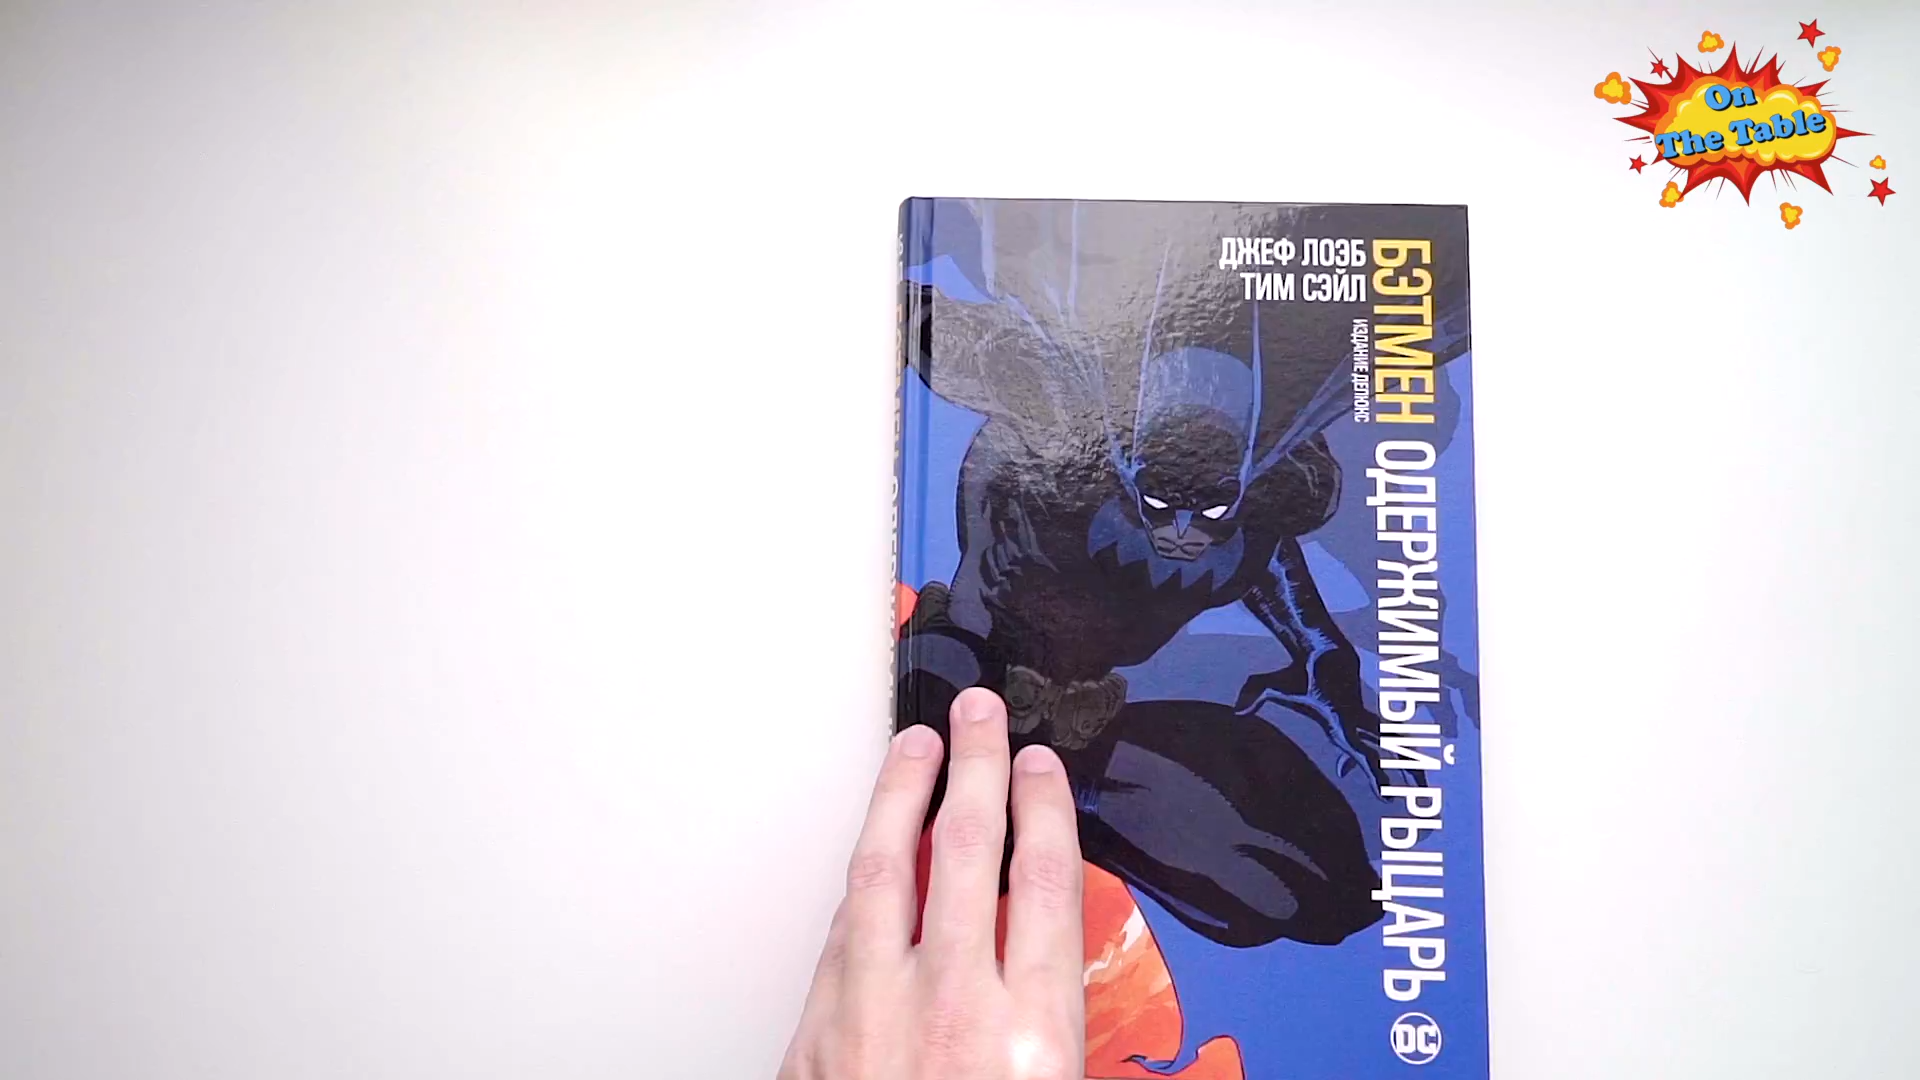 On
The Table
ДЖЕФ ЛОЭБ
ТИМ СЭЙЛ
БЭТМЕН ОДЕРЖИМЫЙ РЫЦАРЬ
ИЗДАНИЕ ДЕЛЮКС
DC